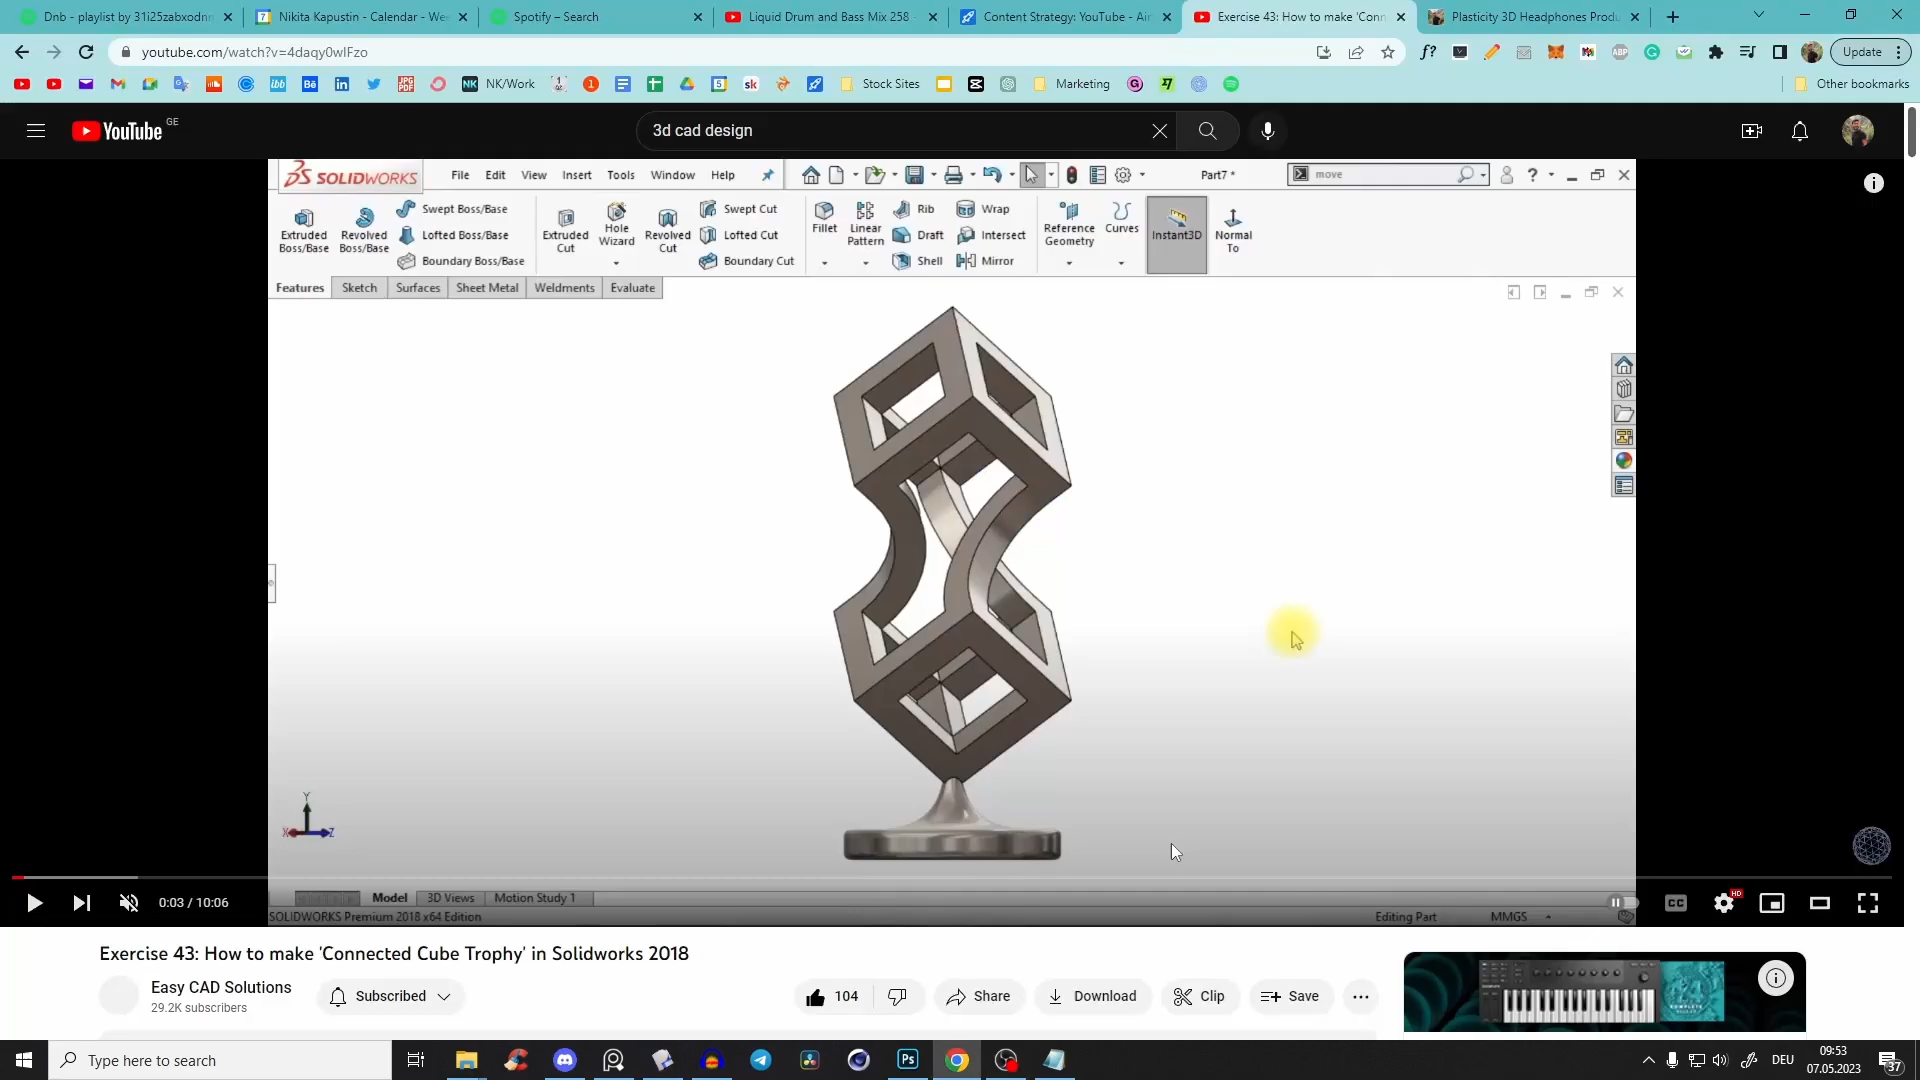 Dnb - playlist by 31i25zabxodnn
Nikita Kapustin - Calendar - We
Spotify – Search
Liquid Drum and Bass Mix 258 -
Content Strategy: YouTube - Air
Exercise 43: How to make 'Conn
Plasticity 3D Headphones Produ
youtube.com/watch?v=4daqy0wIFzo
Update
NK/Work
Stock Sites
Marketing
Other bookmarks
YouTube GE
3d cad design
SOLIDWORKS
File Edit View Insert Tools Window Help
Part7 *
move
Extruded Boss/Base
Revolved Boss/Base
Swept Boss/Base
Lofted Boss/Base
Boundary Boss/Base
Extruded Cut
Hole Wizard
Revolved Cut
Swept Cut
Lofted Cut
Boundary Cut
Fillet
Linear Pattern
Rib
Draft
Shell
Wrap
Intersect
Mirror
Reference Geometry
Curves
Instant3D
Normal To
Features Sketch Surfaces Sheet Metal Weldments Evaluate
Y
X
Z
Model 3D Views Motion Study 1
SOLIDWORKS Premium 2018 x64 Edition
Editing Part MMGS
0:03 / 10:06
CC
HD
Exercise 43: How to make 'Connected Cube Trophy' in Solidworks 2018
Easy CAD Solutions
29.2K subscribers
Subscribed
104
Share
Download
Clip
Save
Type here to search
Ps
DEU
09:53
07.05.2023
37